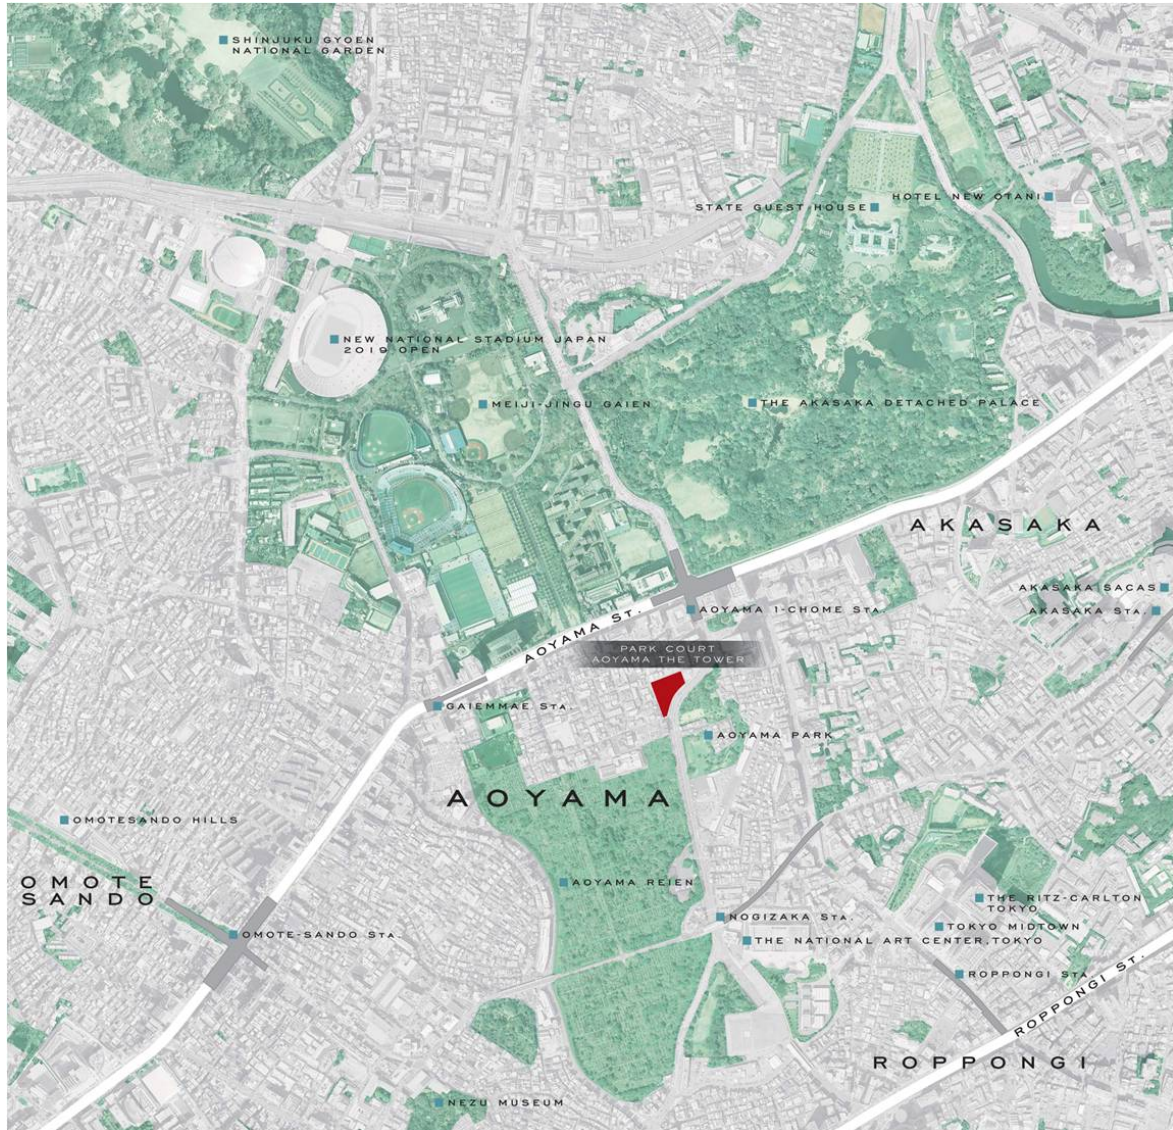 SHINJUKU GYOEN
NATIONAL GARDEN
HOTEL NEW OTANI
STATE GUEST HOUSE
NEW NATIONAL STADIUM JAPAN
2019 OPEN
MEIJI-JINGU GAIEN
THE AKASAKA DETACHED PALACE
AKASAKA
AKASAKA SACAS
AKASAKA STA.
AOYAMA 1-CHOME STA.
AOYAMA ST.
PARK COURT
AOYAMA THE TOWER
GAIEMMAE STA.
AOYAMA PARK
AOYAMA
OMOTESANDO HILLS
OMOTE
SANDO
AOYAMA REIEN
THE RITZ-CARLTON
TOKYO
NOGIZAKA STA.
TOKYO MIDTOWN
OMOTE-SANDO STA.
THE NATIONAL ART CENTER,TOKYO
ROPPONGI STA.
ROPPONGI ST.
ROPPONGI
NEZU MUSEUM